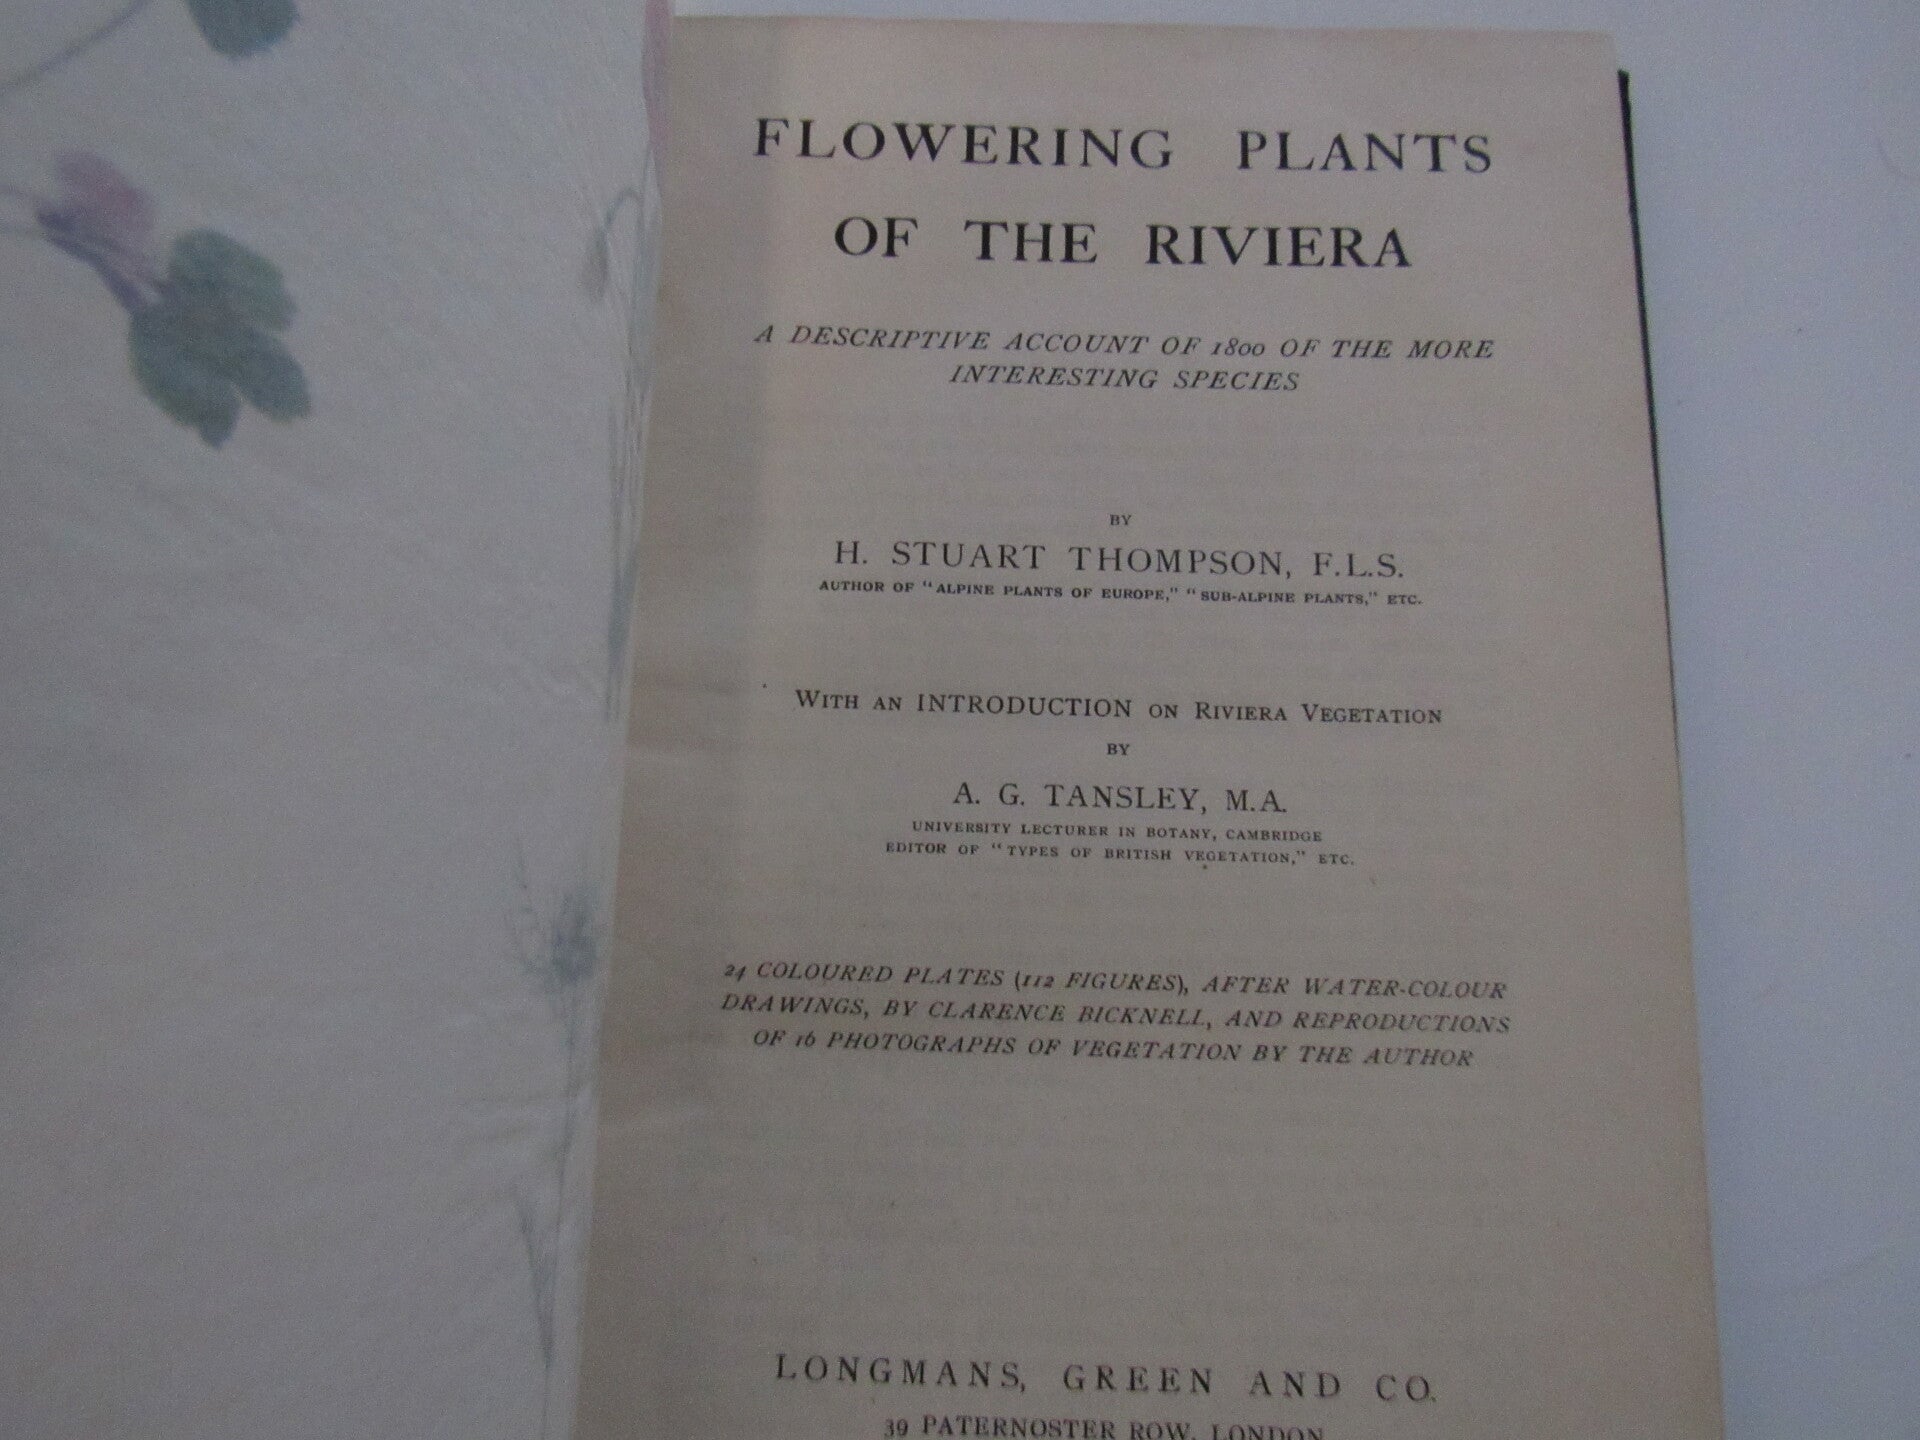 FLOWERING PLANTS
OF THE RIVIERA
A DESCRIPTIVE ACCOUNT OF 1800 OF THE MORE
INTERESTING SPECIES
BY
H. STUART THOMPSON, F.L.S.
AUTHOR OF "ALPINE PLANTS OF EUROPE," "SUB-ALPINE PLANTS," ETC.
WITH AN INTRODUCTION ON RIVIERA VEGETATION
BY
A. G. TANSLEY, M.A.
UNIVERSITY LECTURER IN BOTANY, CAMBRIDGE
EDITOR OF "TYPES OF BRITISH VEGETATION," ETC.
24 COLOURED PLATES (112 FIGURES), AFTER WATER-COLOUR
DRAWINGS, BY CLARENCE BICKNELL, AND REPRODUCTIONS
OF 16 PHOTOGRAPHS OF VEGETATION BY THE AUTHOR
LONGMANS, GREEN AND CO.
39 PATERNOSTER ROW, LONDON